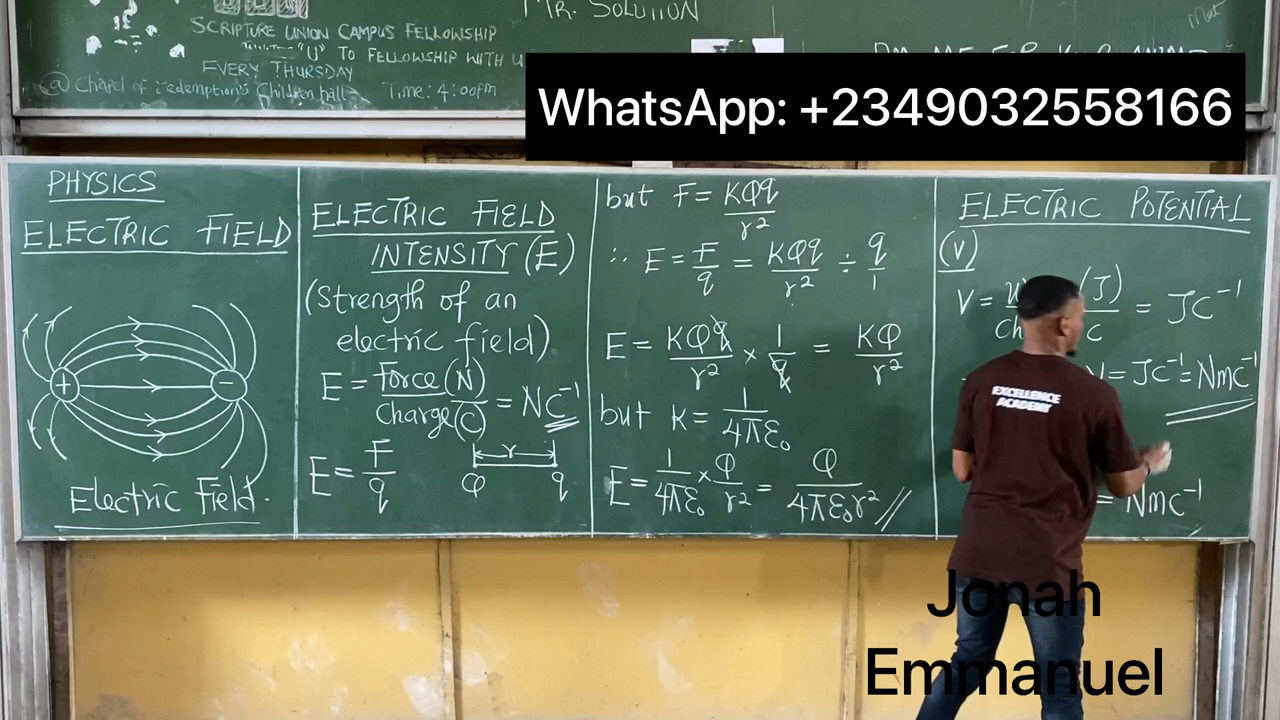 MR. SOLUTION
SCRIPTURE UNION CAMPUS FELLOWSHIP
"U" TO FELLOWSHIP WITH U
EVERY THURSDAY
@ Chapel of redemption's Children hall Time: 4:00pm
WhatsApp: +2349032558166
PHYSICS
ELECTRIC FIELD
+ −
Electric Field.
ELECTRIC FIELD
INTENSITY (E)
(Strength of an
electric field)
E = Force(N) / Charge(C) = NC⁻¹
E = F/q
r
Q q
but F = KQq/r²
∴ E = F/q = KQq/r² ÷ q/1
E = KQq/r² × 1/q = KQ/r²
but K = 1/4πε₀
E = 1/4πε₀ × Q/r² = Q/4πε₀r² //
ELECTRIC POTENTIAL
(V)
V = (J)/c = JC⁻¹
= JC⁻¹ = Nmc⁻¹
= Nmc⁻¹
EXCELLENCE
ACADEMY
Jonah
Emmanuel